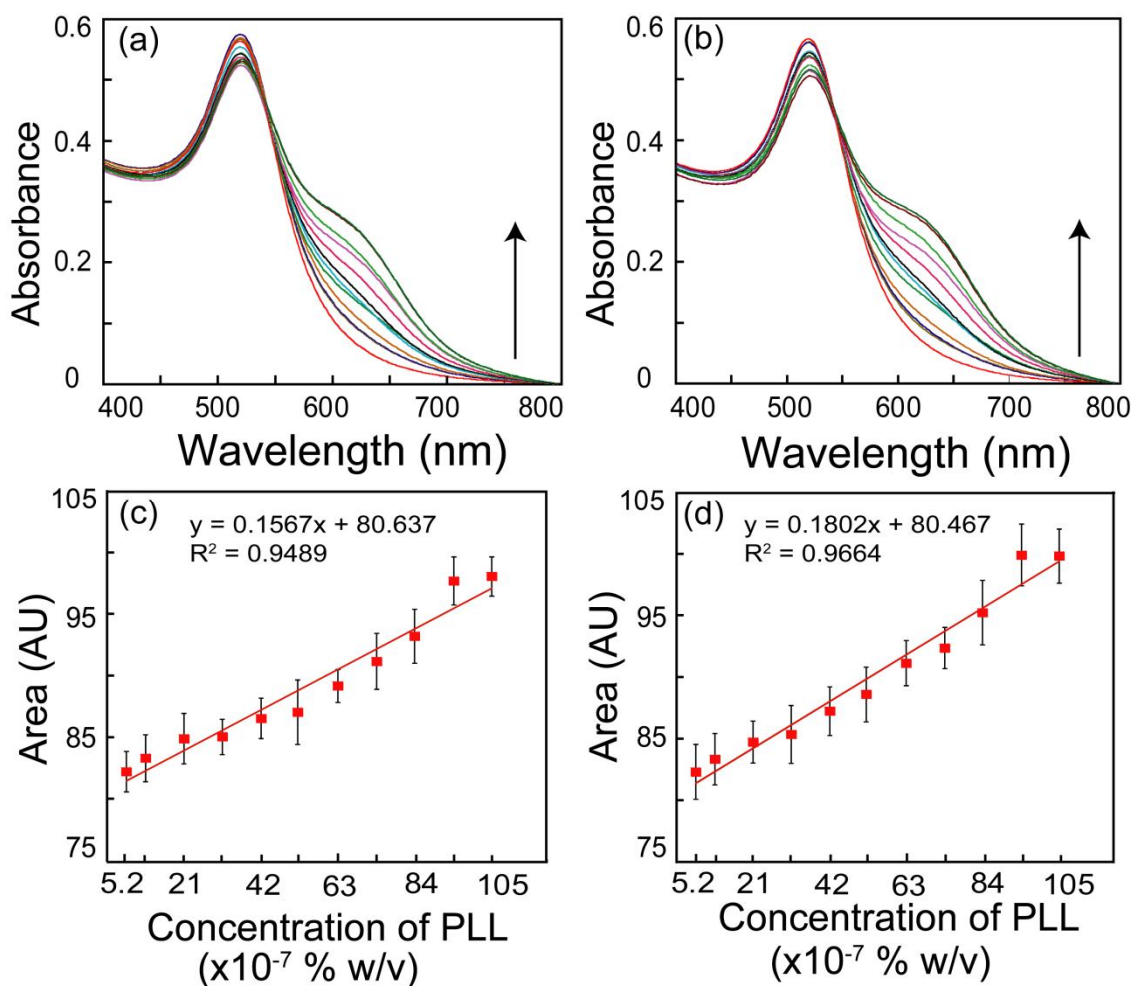 (a)
0.6
0.4
0.2
0
Absorbance
400 500 600 700 800
Wavelength (nm)
(b)
0.6
0.4
0.2
0
Absorbance
400 500 600 700 800
Wavelength (nm)
(c)
y = 0.1567x + 80.637
R² = 0.9489
105
95
85
75
Area (AU)
5.2 21 42 63 84 105
Concentration of PLL
(x10⁻⁷ % w/v)
(d)
y = 0.1802x + 80.467
R² = 0.9664
105
95
85
75
Area (AU)
5.2 21 42 63 84 105
Concentration of PLL
(x10⁻⁷ % w/v)